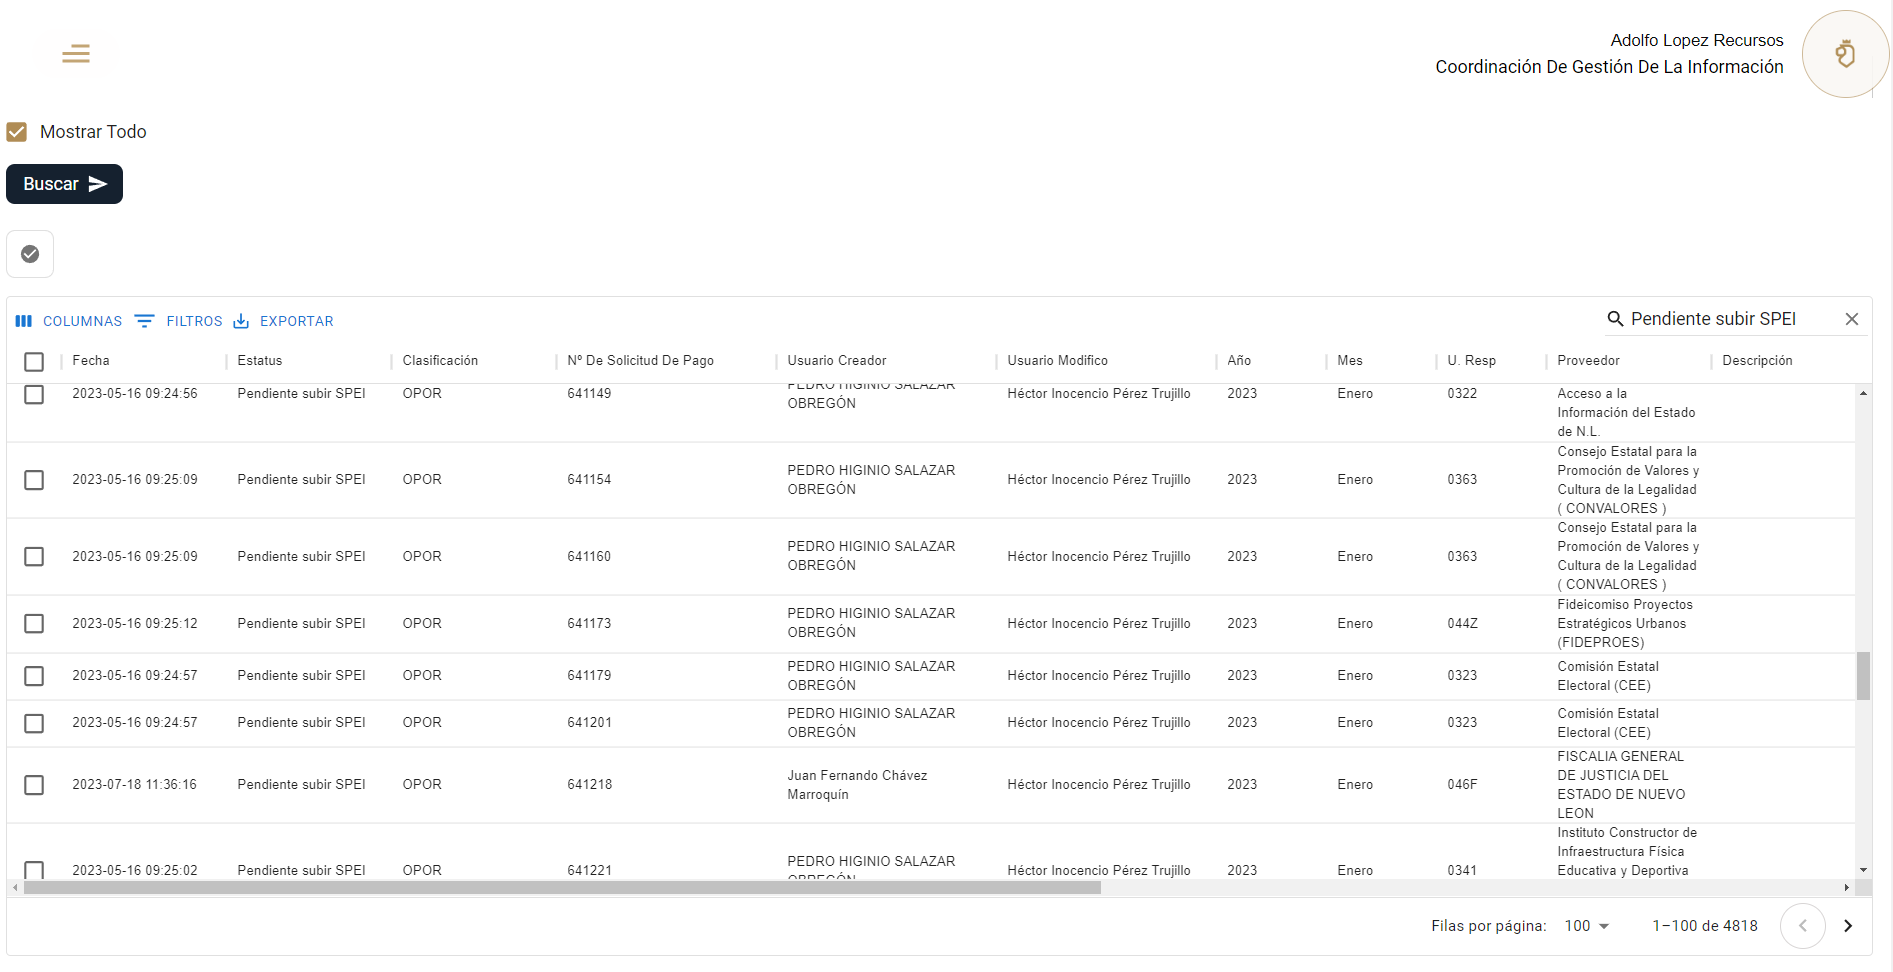 Adolfo Lopez Recursos
Coordinación De Gestión De La Información
Mostrar Todo
Buscar
COLUMNAS FILTROS EXPORTAR Pendiente subir SPEI
Fecha Estatus Clasificación Nº De Solicitud De Pago Usuario Creador Usuario Modifico Año Mes U. Resp Proveedor Descripción
2023-05-16 09:24:56 Pendiente subir SPEI OPOR 641149 PEDRO HIGINIO SALAZAR Héctor Inocencio Pérez Trujillo 2023 Enero 0322 Acceso a la
OBREGÓN Información del Estado
de N.L.
Consejo Estatal para la
PEDRO HIGINIO SALAZAR Promoción de Valores y
2023-05-16 09:25:09 Pendiente subir SPEI OPOR 641154 OBREGÓN Héctor Inocencio Pérez Trujillo 2023 Enero 0363 Cultura de la Legalidad
( CONVALORES )
Consejo Estatal para la
PEDRO HIGINIO SALAZAR Promoción de Valores y
2023-05-16 09:25:09 Pendiente subir SPEI OPOR 641160 OBREGÓN Héctor Inocencio Pérez Trujillo 2023 Enero 0363 Cultura de la Legalidad
( CONVALORES )
PEDRO HIGINIO SALAZAR Fideicomiso Proyectos
2023-05-16 09:25:12 Pendiente subir SPEI OPOR 641173 OBREGÓN Héctor Inocencio Pérez Trujillo 2023 Enero 044Z Estratégicos Urbanos
(FIDEPROES)
PEDRO HIGINIO SALAZAR Comisión Estatal
2023-05-16 09:24:57 Pendiente subir SPEI OPOR 641179 OBREGÓN Héctor Inocencio Pérez Trujillo 2023 Enero 0323 Electoral (CEE)
PEDRO HIGINIO SALAZAR Comisión Estatal
2023-05-16 09:24:57 Pendiente subir SPEI OPOR 641201 OBREGÓN Héctor Inocencio Pérez Trujillo 2023 Enero 0323 Electoral (CEE)
FISCALIA GENERAL
Juan Fernando Chávez DE JUSTICIA DEL
2023-07-18 11:36:16 Pendiente subir SPEI OPOR 641218 Marroquín Héctor Inocencio Pérez Trujillo 2023 Enero 046F ESTADO DE NUEVO
LEON
Instituto Constructor de
PEDRO HIGINIO SALAZAR Infraestructura Física
2023-05-16 09:25:02 Pendiente subir SPEI OPOR 641221 OBREGÓN Héctor Inocencio Pérez Trujillo 2023 Enero 0341 Educativa y Deportiva
Filas por página: 100 1–100 de 4818